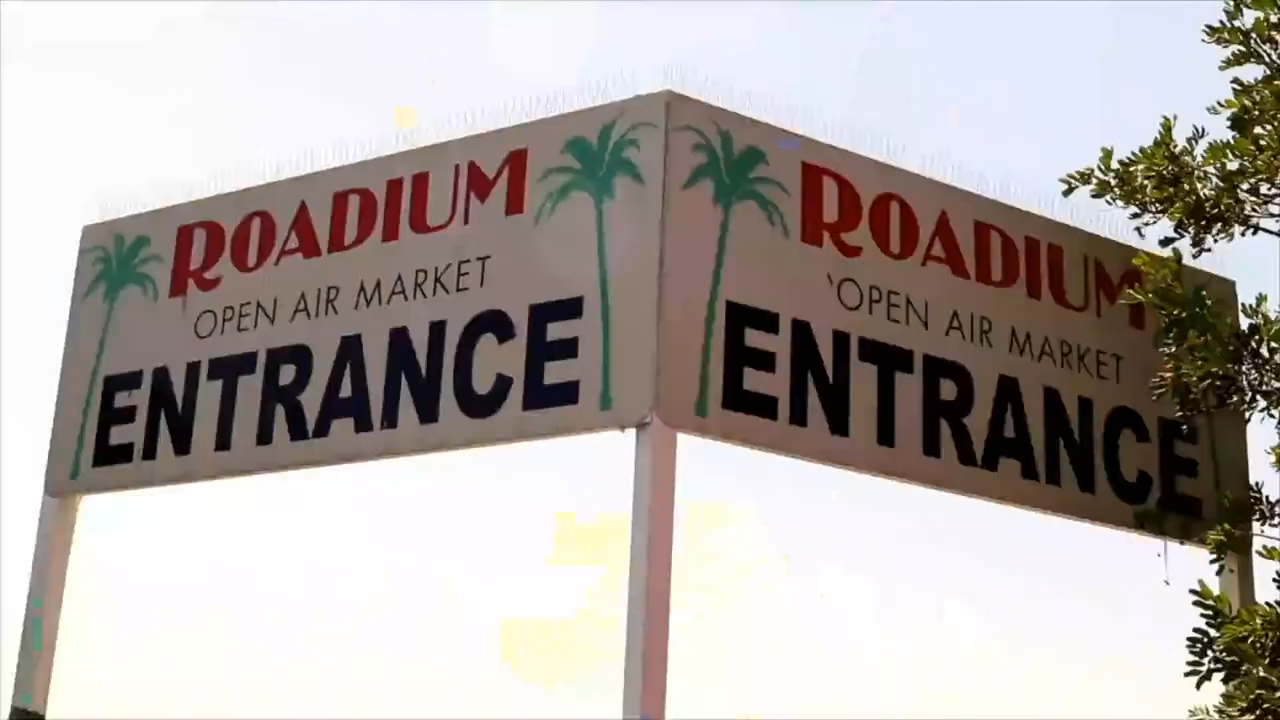 ROADIUM
OPEN AIR MARKET
ENTRANCE
ROADIUM
'OPEN AIR MARKET
ENTRANCE